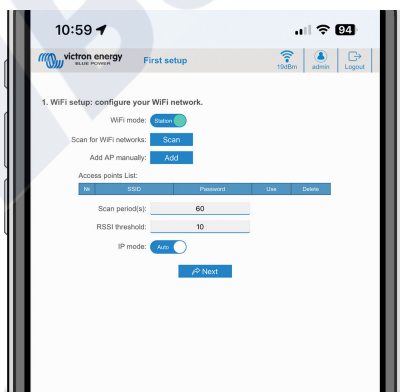 10:59
94
victron energy
BLUE POWER
First setup
19dBm
admin
Logout
1. WiFi setup: configure your WiFi network.
WiFi mode: Station
Scan for WiFi networks: Scan
Add AP manually: Add
Access points List:
№ SSID Password Use Delete
Scan period(s): 60
RSSI threshold: 10
IP mode: Auto
Next